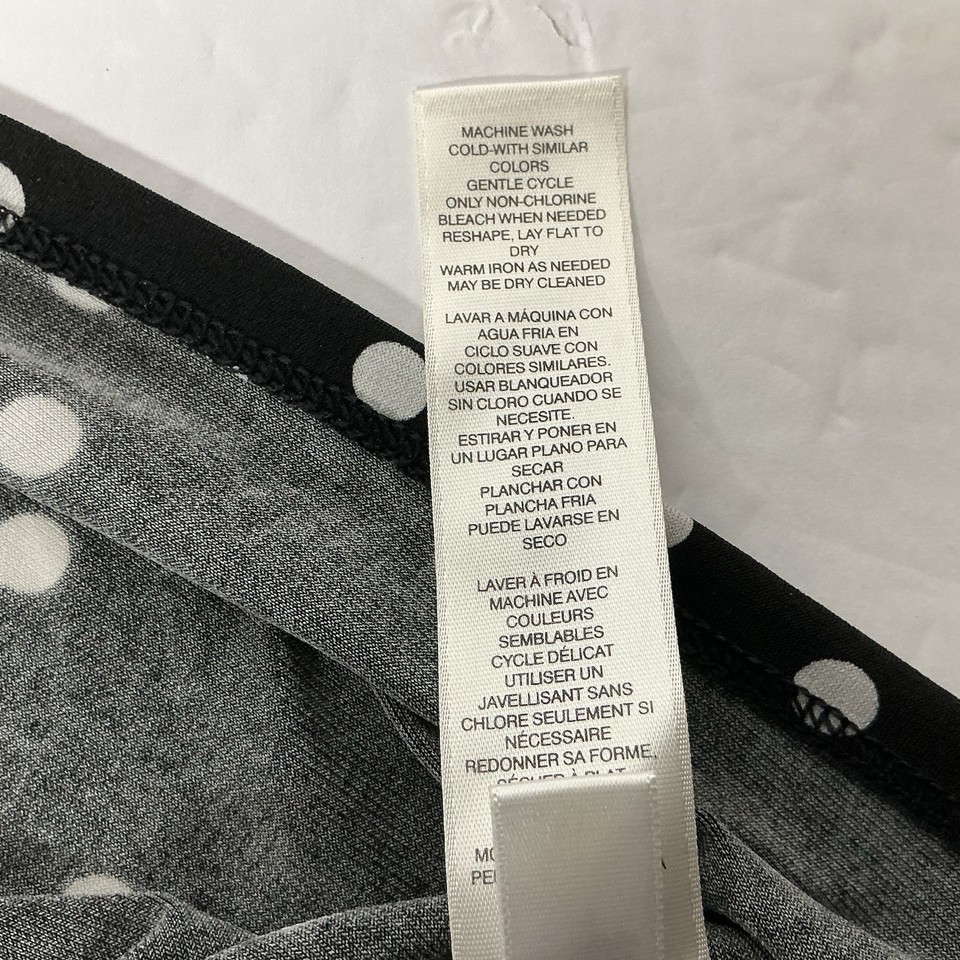 MACHINE WASH
COLD-WITH SIMILAR
COLORS
GENTLE CYCLE
ONLY NON-CHLORINE
BLEACH WHEN NEEDED
RESHAPE, LAY FLAT TO
DRY
WARM IRON AS NEEDED
MAY BE DRY CLEANED
LAVAR A MÁQUINA CON
AGUA FRIA EN
CICLO SUAVE CON
COLORES SIMILARES.
USAR BLANQUEADOR
SIN CLORO CUANDO SE
NECESITE.
ESTIRAR Y PONER EN
UN LUGAR PLANO PARA
SECAR
PLANCHAR CON
PLANCHA FRIA
PUEDE LAVARSE EN
SECO
LAVER À FROID EN
MACHINE AVEC
COULEURS
SEMBLABLES
CYCLE DÉLICAT
UTILISER UN
JAVELLISANT SANS
CHLORE SEULEMENT SI
NÉCESSAIRE
REDONNER SA FORME,
SÉCHER À PLAT